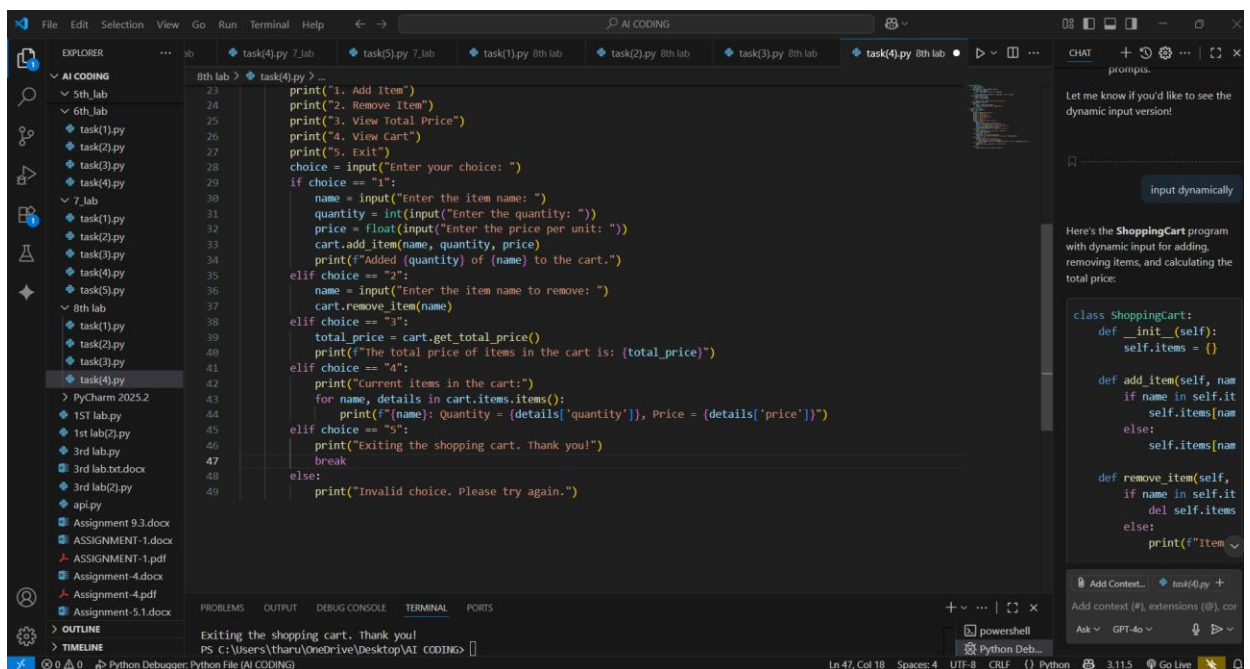 File Edit Selection View Go Run Terminal Help
AI CODING
EXPLORER
AI CODING
5th_lab
6th_lab
task(1).py
task(2).py
task(3).py
task(4).py
7_lab
task(1).py
task(2).py
task(3).py
task(4).py
task(5).py
8th lab
task(1).py
task(2).py
task(3).py
task(4).py
PyCharm 2025.2
1ST lab.py
1st lab(2).py
3rd lab.py
3rd lab.txt.docx
3rd lab(2).py
api.py
Assignment 9.3.docx
ASSIGNMENT-1.docx
ASSIGNMENT-1.pdf
Assignment-4.docx
Assignment-4.pdf
Assignment-5.1.docx
OUTLINE
TIMELINE
ab task(4).py 7_lab task(5).py 7_lab task(1).py 8th lab task(2).py 8th lab task(3).py 8th lab task(4).py 8th lab
8th lab > task(4).py > ...
23 print("1. Add Item")
24 print("2. Remove Item")
25 print("3. View Total Price")
26 print("4. View Cart")
27 print("5. Exit")
28 choice = input("Enter your choice: ")
29 if choice == "1":
30 name = input("Enter the item name: ")
31 quantity = int(input("Enter the quantity: "))
32 price = float(input("Enter the price per unit: "))
33 cart.add_item(name, quantity, price)
34 print(f"Added {quantity} of {name} to the cart.")
35 elif choice == "2":
36 name = input("Enter the item name to remove: ")
37 cart.remove_item(name)
38 elif choice == "3":
39 total_price = cart.get_total_price()
40 print(f"The total price of items in the cart is: {total_price}")
41 elif choice == "4":
42 print("Current items in the cart:")
43 for name, details in cart.items.items():
44 print(f"{name}: Quantity = {details['quantity']}, Price = {details['price']}")
45 elif choice == "5":
46 print("Exiting the shopping cart. Thank you!")
47 break
48 else:
49 print("Invalid choice. Please try again.")
PROBLEMS OUTPUT DEBUG CONSOLE TERMINAL PORTS
Exiting the shopping cart. Thank you!
PS C:\Users\tharu\OneDrive\Desktop\AI CODING>
powershell
Python Deb...
CHAT
prompts.
Let me know if you'd like to see the
dynamic input version!
input dynamically
Here's the ShoppingCart program
with dynamic input for adding,
removing items, and calculating the
total price:
class ShoppingCart:
def __init__(self):
self.items = {}
def add_item(self, nam
if name in self.it
self.items[nam
else:
self.items[nam
def remove_item(self,
if name in self.it
del self.items
else:
print(f"Item
Add Context... task(4).py +
Add context (#), extensions (@), cor
Ask GPT-4o
0 0 Python Debugger: Python File (AI CODING)
Ln 47, Col 18 Spaces: 4 UTF-8 CRLF {} Python 3.11.5 Go Live